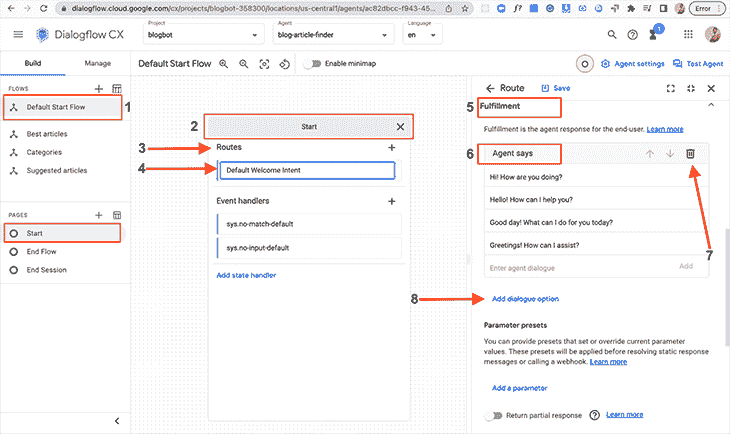 dialogflow.cloud.google.com/cx/projects/blogbot-358300/locations/us-central1/agents/ac82dbcc-f943-45...
Error
Dialogflow CX
Project
blogbot
Agent
blog-article-finder
Language
en
1
Build
Manage
Default Start Flow
Enable minimap
Agent settings
Test Agent
FLOWS
Default Start Flow
1
Best articles
Categories
Suggested articles
PAGES
Start
End Flow
End Session
2
Start
3
Routes
4
Default Welcome Intent
Event handlers
sys.no-match-default
sys.no-input-default
Add state handler
Route
Save
5
Fulfillment
Fulfillment is the agent response for the end-user. Learn more
6
Agent says
Hi! How are you doing?
Hello! How can I help you?
Good day! What can I do for you today?
Greetings! How can I assist?
7
Enter agent dialogue
Add
8
Add dialogue option
Parameter presets
You can provide presets that set or override current parameter
values. These presets will be applied before resolving static response
messages or calling a webhook. Learn more
Add a parameter
Return partial response
Learn more